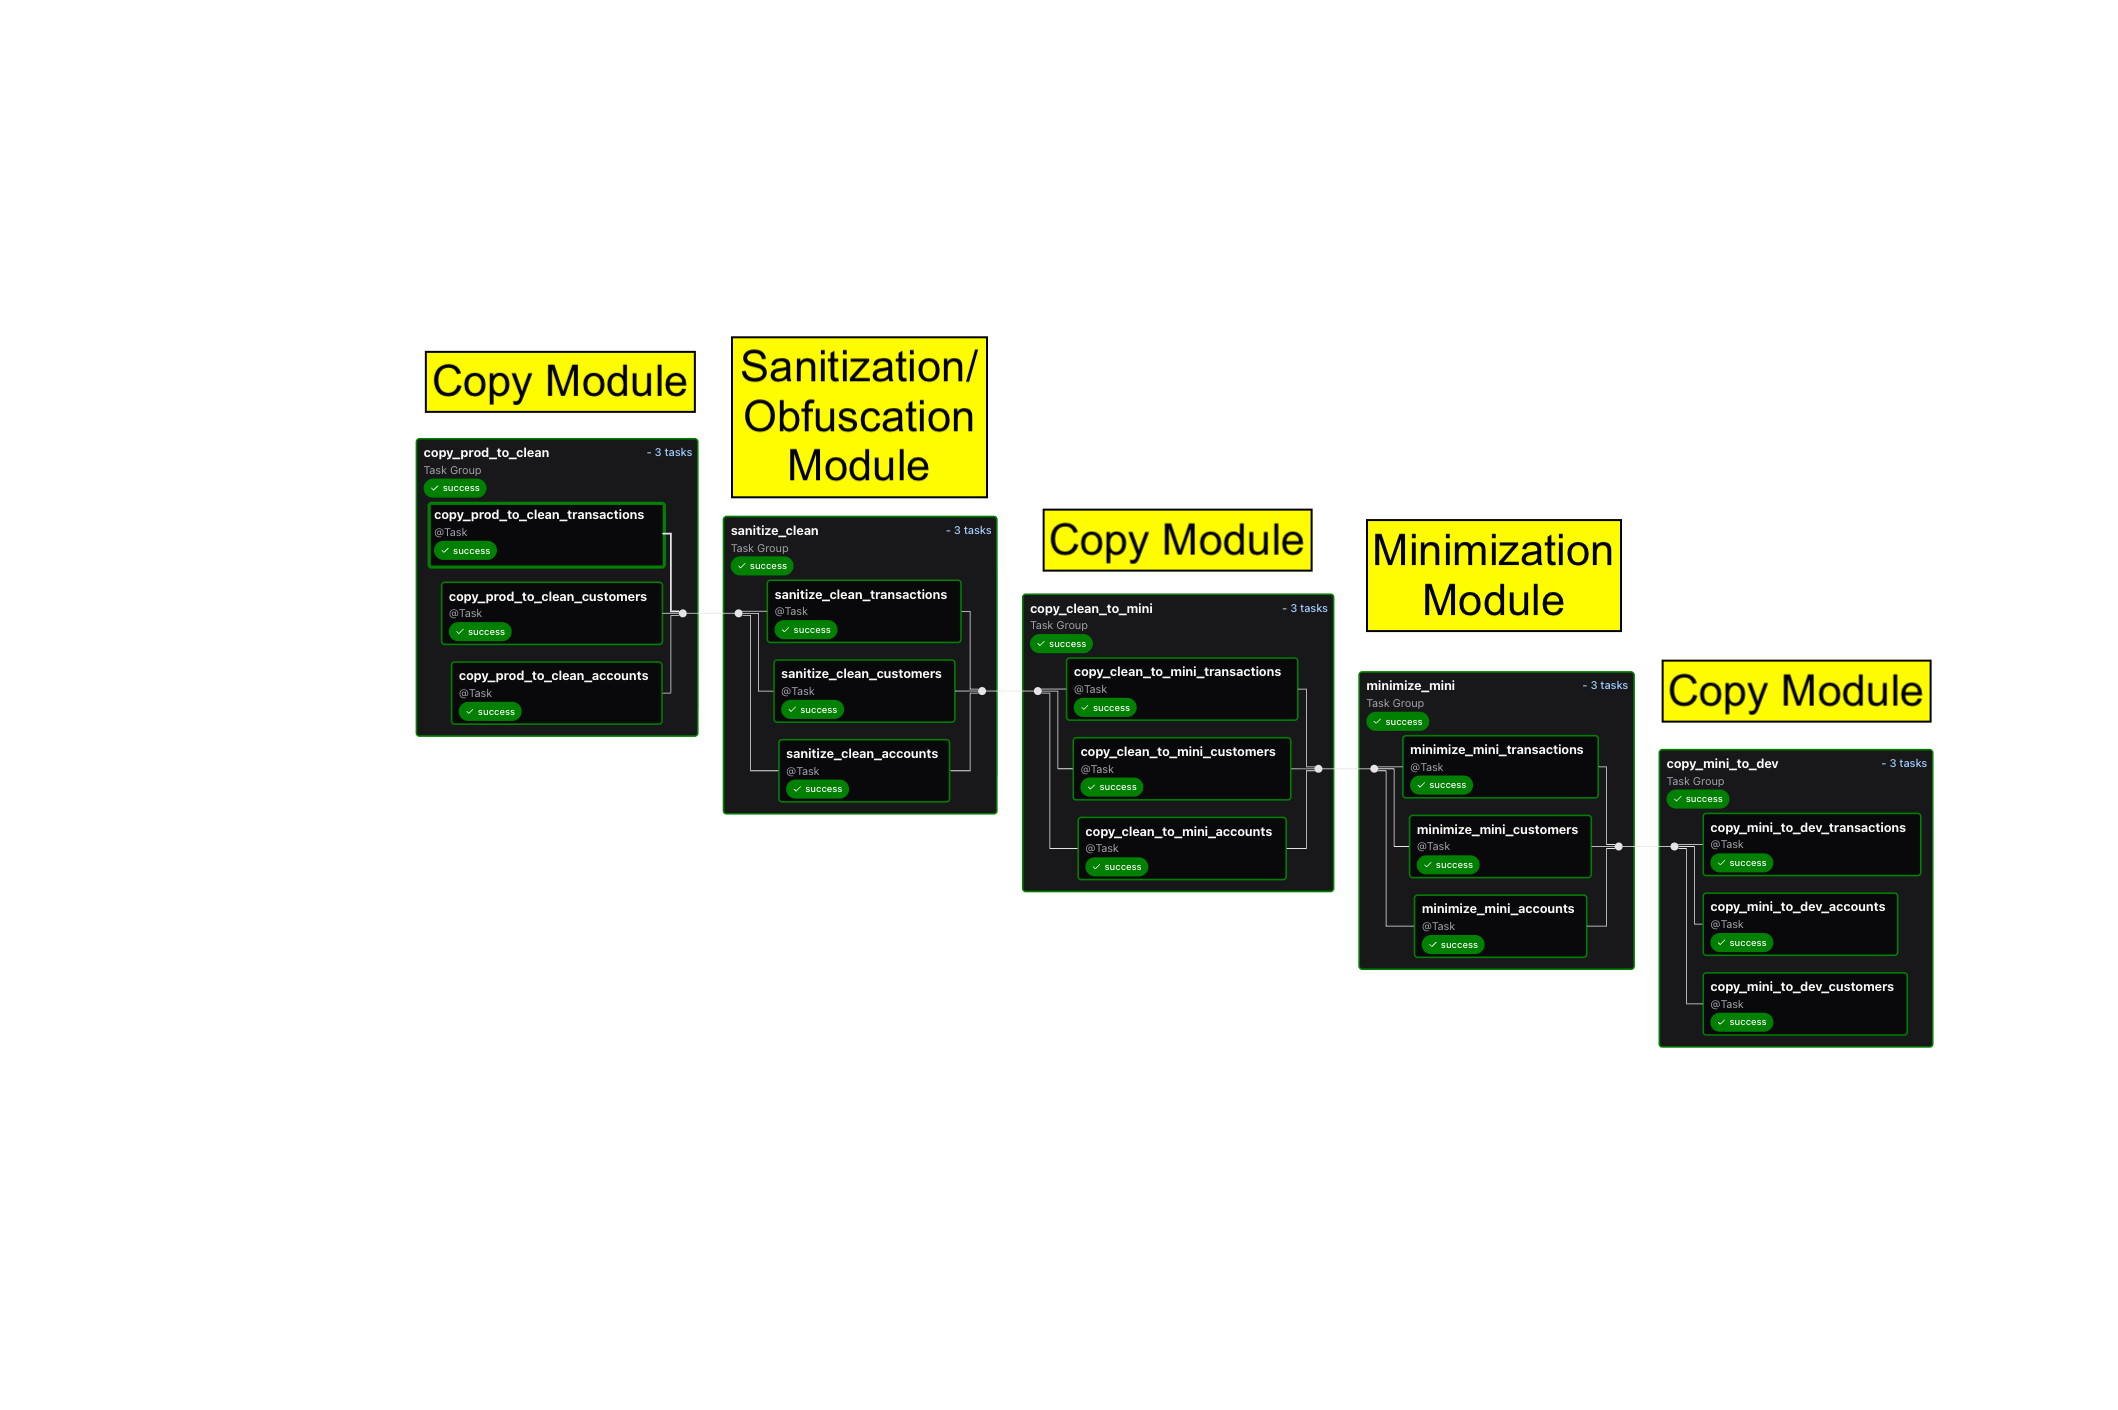 Copy Module
copy_prod_to_clean
- 3 tasks
Task Group
success
copy_prod_to_clean_transactions
@Task
success
copy_prod_to_clean_customers
@Task
success
copy_prod_to_clean_accounts
@Task
success
Sanitization/
Obfuscation
Module
sanitize_clean
- 3 tasks
Task Group
success
sanitize_clean_transactions
@Task
success
sanitize_clean_customers
@Task
success
sanitize_clean_accounts
@Task
success
Copy Module
copy_clean_to_mini
- 3 tasks
Task Group
success
copy_clean_to_mini_transactions
@Task
success
copy_clean_to_mini_customers
@Task
success
copy_clean_to_mini_accounts
@Task
success
Minimization
Module
minimize_mini
- 3 tasks
Task Group
success
minimize_mini_transactions
@Task
success
minimize_mini_customers
@Task
success
minimize_mini_accounts
@Task
success
Copy Module
copy_mini_to_dev
- 3 tasks
Task Group
success
copy_mini_to_dev_transactions
@Task
success
copy_mini_to_dev_accounts
@Task
success
copy_mini_to_dev_customers
@Task
success